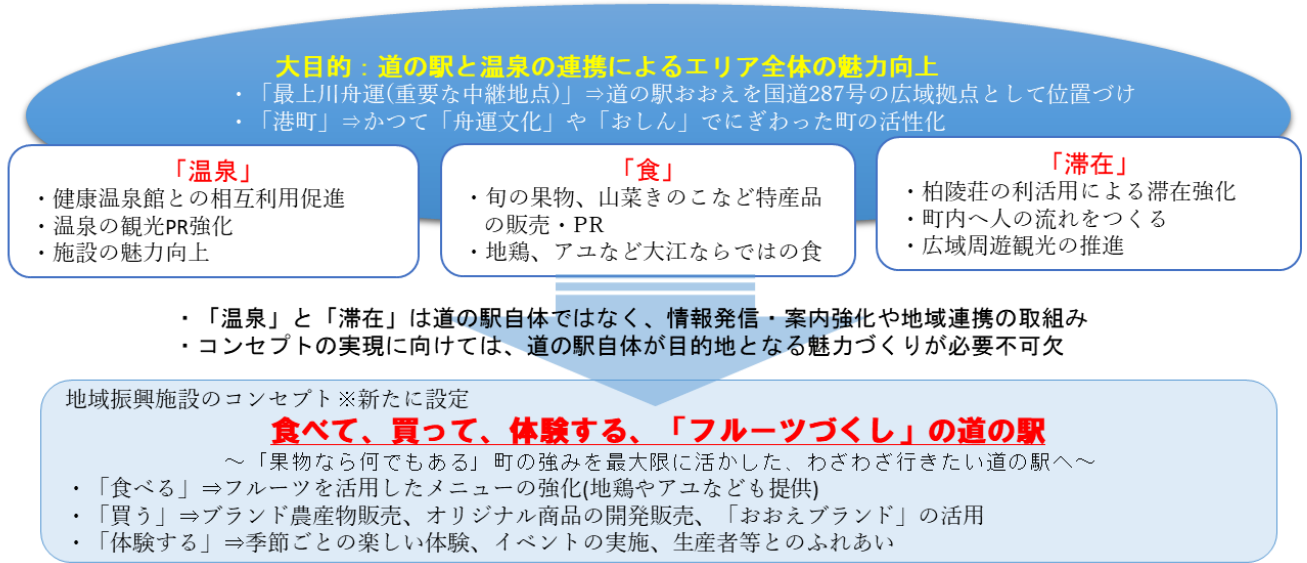 大目的：道の駅と温泉の連携によるエリア全体の魅力向上
・「最上川舟運(重要な中継地点)」⇒道の駅おおえを国道287号の広域拠点として位置づけ
・「港町」⇒かつて「舟運文化」や「おしん」でにぎわった町の活性化
「温泉」
・健康温泉館との相互利用促進
・温泉の観光PR強化
・施設の魅力向上
「食」
・旬の果物、山菜きのこなど特産品
の販売・PR
・地鶏、アユなど大江ならではの食
「滞在」
・柏陵荘の利活用による滞在強化
・町内へ人の流れをつくる
・広域周遊観光の推進
・「温泉」と「滞在」は道の駅自体ではなく、情報発信・案内強化や地域連携の取組み
・コンセプトの実現に向けては、道の駅自体が目的地となる魅力づくりが必要不可欠
地域振興施設のコンセプト※新たに設定
食べて、買って、体験する、「フルーツづくし」の道の駅
～「果物なら何でもある」町の強みを最大限に活かした、わざわざ行きたい道の駅へ～
・「食べる」⇒フルーツを活用したメニューの強化(地鶏やアユなども提供)
・「買う」⇒ブランド農産物販売、オリジナル商品の開発販売、「おおえブランド」の活用
・「体験する」⇒季節ごとの楽しい体験、イベントの実施、生産者等とのふれあい